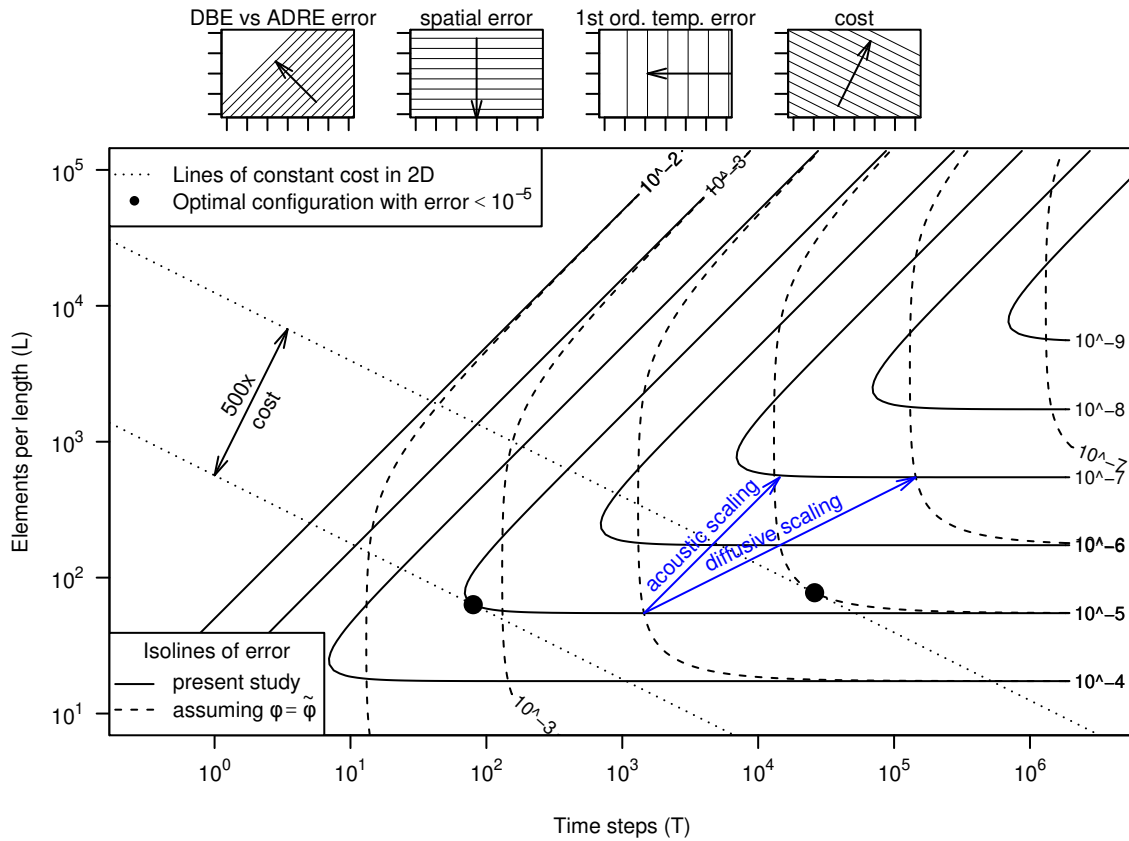 DBE vs ADRE error
spatial error
1st ord. temp. error
cost
Lines of constant cost in 2D
Optimal configuration with error < 10^−5
10^−2
10^−3
10^5
10^4
10^3
10^2
10^1
Elements per length (L)
500x
cost
acoustic scaling
diffusive scaling
10^−9
10^−8
10^−7
10^−7
10^−6
10^−5
10^−4
10^−3
Isolines of error
present study
assuming φ = φ̃
10^0
10^1
10^2
10^3
10^4
10^5
10^6
Time steps (T)